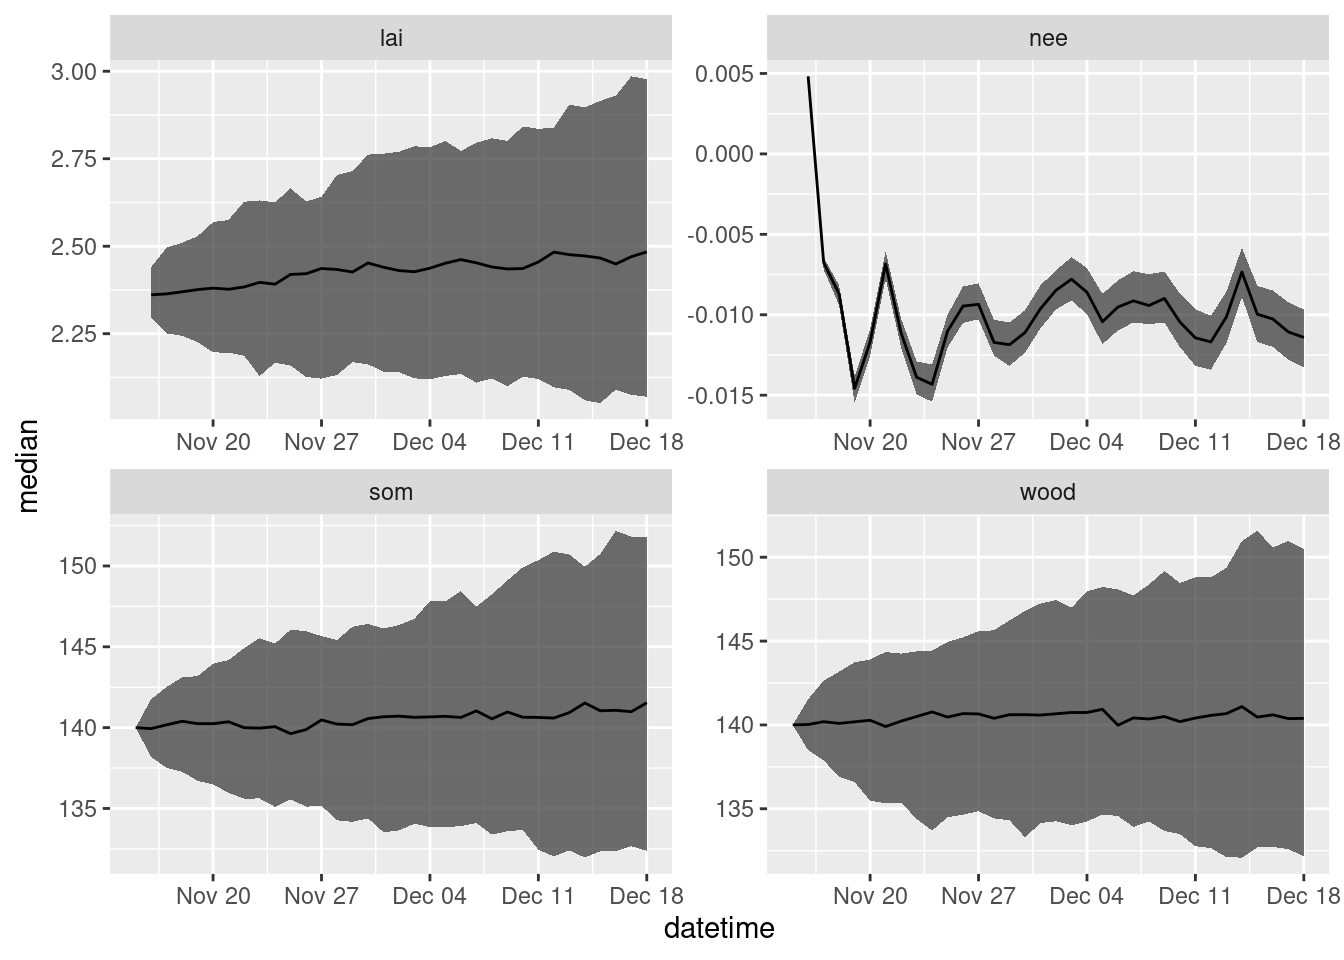 lai
nee
3.00
2.75
2.50
2.25
0.005
0.000
-0.005
-0.010
-0.015
Nov 20 Nov 27 Dec 04 Dec 11 Dec 18
Nov 20 Nov 27 Dec 04 Dec 11 Dec 18
median
som
wood
150
145
140
135
150
145
140
135
Nov 20 Nov 27 Dec 04 Dec 11 Dec 18
Nov 20 Nov 27 Dec 04 Dec 11 Dec 18
datetime